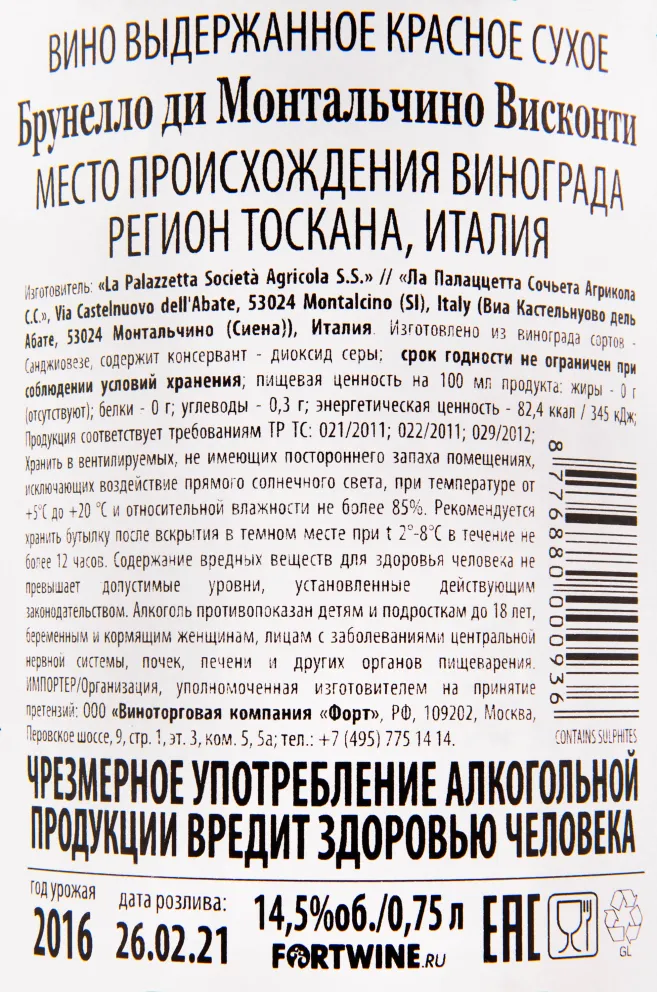 ВИНО ВЫДЕРЖАННОЕ КРАСНОЕ СУХОЕ
Брунелло ди Монтальчино Висконти
МЕСТО ПРОИСХОЖДЕНИЯ ВИНОГРАДА
РЕГИОН ТОСКАНА, ИТАЛИЯ
Изготовитель: «La Palazzetta Società Agricola S.S.» // «Ла Палаццетта Сочьета Агрикола
С.С.», Via Castelnuovo dell'Abate, 53024 Montalcino (SI), Italy (Виа Кастельнуово дель
Абате, 53024 Монтальчино (Сиена)), Италия. Изготовлено из винограда сортов -
Санджиовезе, содержит консервант - диоксид серы; срок годности не ограничен при
соблюдении условий хранения; пищевая ценность на 100 мл продукта: жиры - 0 г
(отсутствуют); белки - 0 г; углеводы - 0,3 г; энергетическая ценность - 82,4 ккал / 345 кДж;
Продукция соответствует требованиям ТР ТС: 021/2011; 022/2011; 029/2012;
Хранить в вентилируемых, не имеющих постороннего запаха помещениях,
исключающих воздействие прямого солнечного света, при температуре от
+5°С до +20 °С и относительной влажности не более 85%. Рекомендуется
хранить бутылку после вскрытия в темном месте при t 2°-8°С в течение не
более 12 часов. Содержание вредных веществ для здоровья человека не
превышает допустимые уровни, установленные действующим
законодательством. Алкоголь противопоказан детям и подросткам до 18 лет,
беременным и кормящим женщинам, лицам с заболеваниями центральной
нервной системы, почек, печени и других органов пищеварения.
ИМПОРТЕР/Организация, уполномоченная изготовителем на принятие
претензий: ООО «Виноторговая компания «Форт», РФ, 109202, Москва,
Перовское шоссе, 9, стр. 1, эт. 3, ком. 5, 5а; тел.: +7 (495) 775 14 14.
8 776880 000936
CONTAINS SULPHITES
ЧРЕЗМЕРНОЕ УПОТРЕБЛЕНИЕ АЛКОГОЛЬНОЙ
ПРОДУКЦИИ ВРЕДИТ ЗДОРОВЬЮ ЧЕЛОВЕКА
год урожая
2016
дата розлива:
26.02.21
14,5%об./0,75 л
FORTWINE.RU
EAC
GL